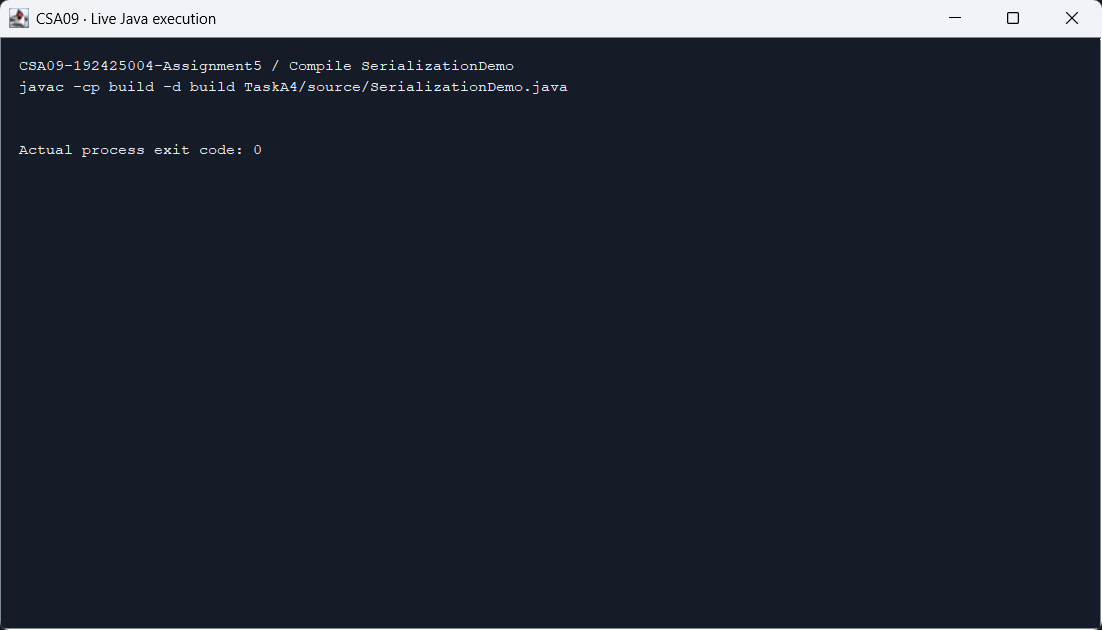 CSA09 · Live Java execution
CSA09-192425004-Assignment5 / Compile SerializationDemo
javac -cp build -d build TaskA4/source/SerializationDemo.java
Actual process exit code: 0